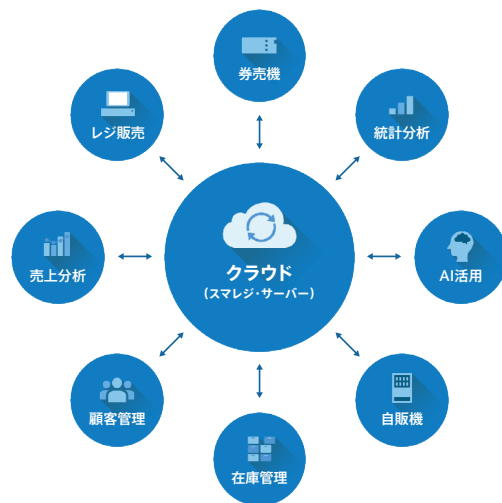 券売機
レジ販売
統計分析
クラウド
(スマレジ・サーバー)
売上分析
AI活用
顧客管理
自販機
在庫管理